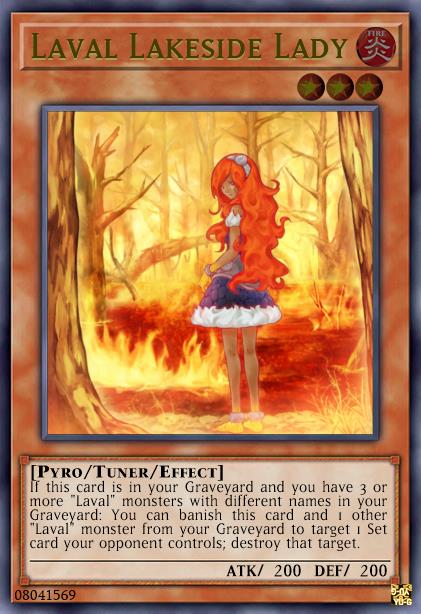 LAVAL LAKESIDE LADY
FIRE
炎
[PYRO/TUNER/EFFECT]
If this card is in your Graveyard and you have 3 or
more "Laval" monsters with different names in your
Graveyard: You can banish this card and 1 other
"Laval" monster from your Graveyard to target 1 Set
card your opponent controls; destroy that target.
ATK/ 200 DEF/ 200
08041569